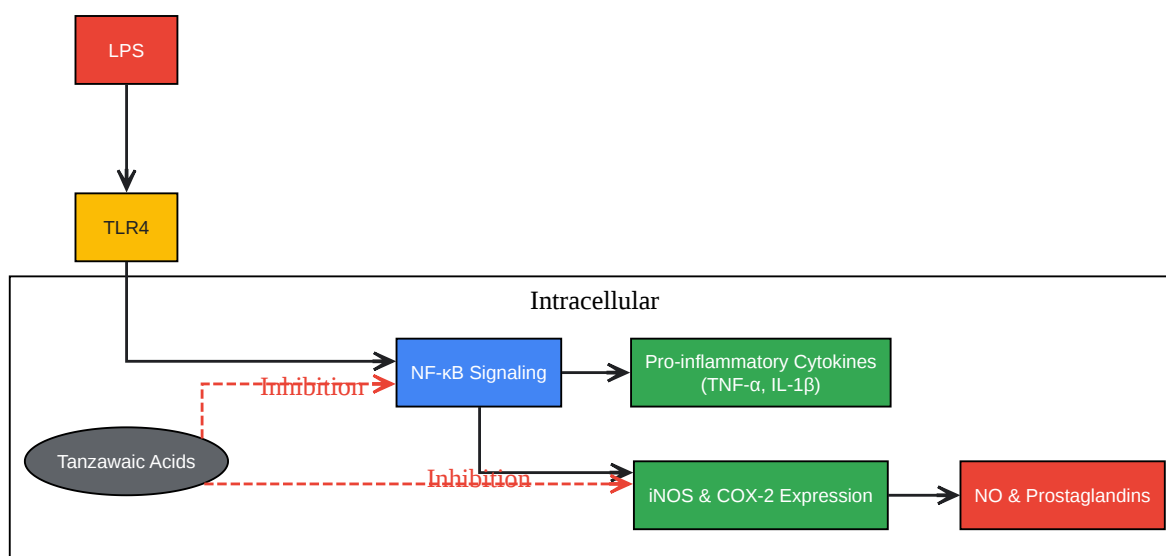 LPS
TLR4
Intracellular
NF-κB Signaling
Pro-inflammatory Cytokines
(TNF-α, IL-1β)
Inhibition
Tanzawaic Acids
Inhibition
iNOS & COX-2 Expression
NO & Prostaglandins